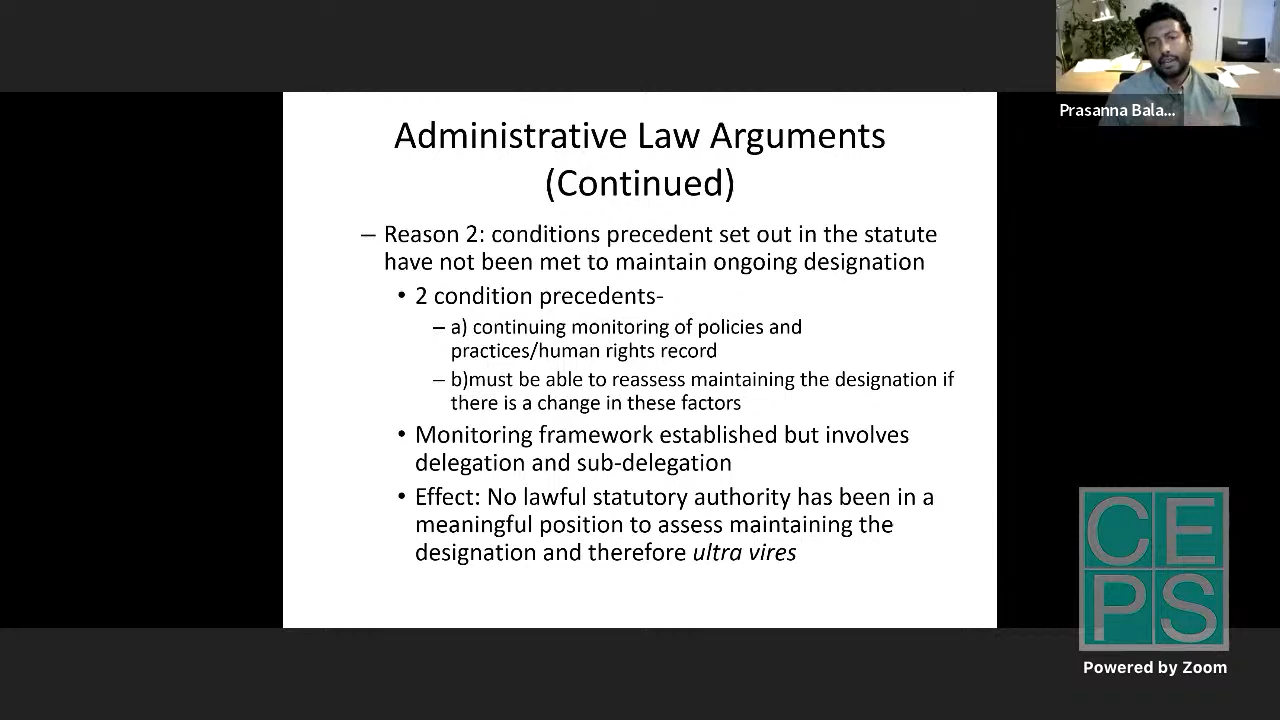 Prasanna Bala...
Administrative Law Arguments
(Continued)
– Reason 2: conditions precedent set out in the statute
have not been met to maintain ongoing designation
• 2 condition precedents-
– a) continuing monitoring of policies and
practices/human rights record
– b)must be able to reassess maintaining the designation if
there is a change in these factors
• Monitoring framework established but involves
delegation and sub-delegation
• Effect: No lawful statutory authority has been in a
meaningful position to assess maintaining the
designation and therefore ultra vires
CE
PS
Powered by Zoom